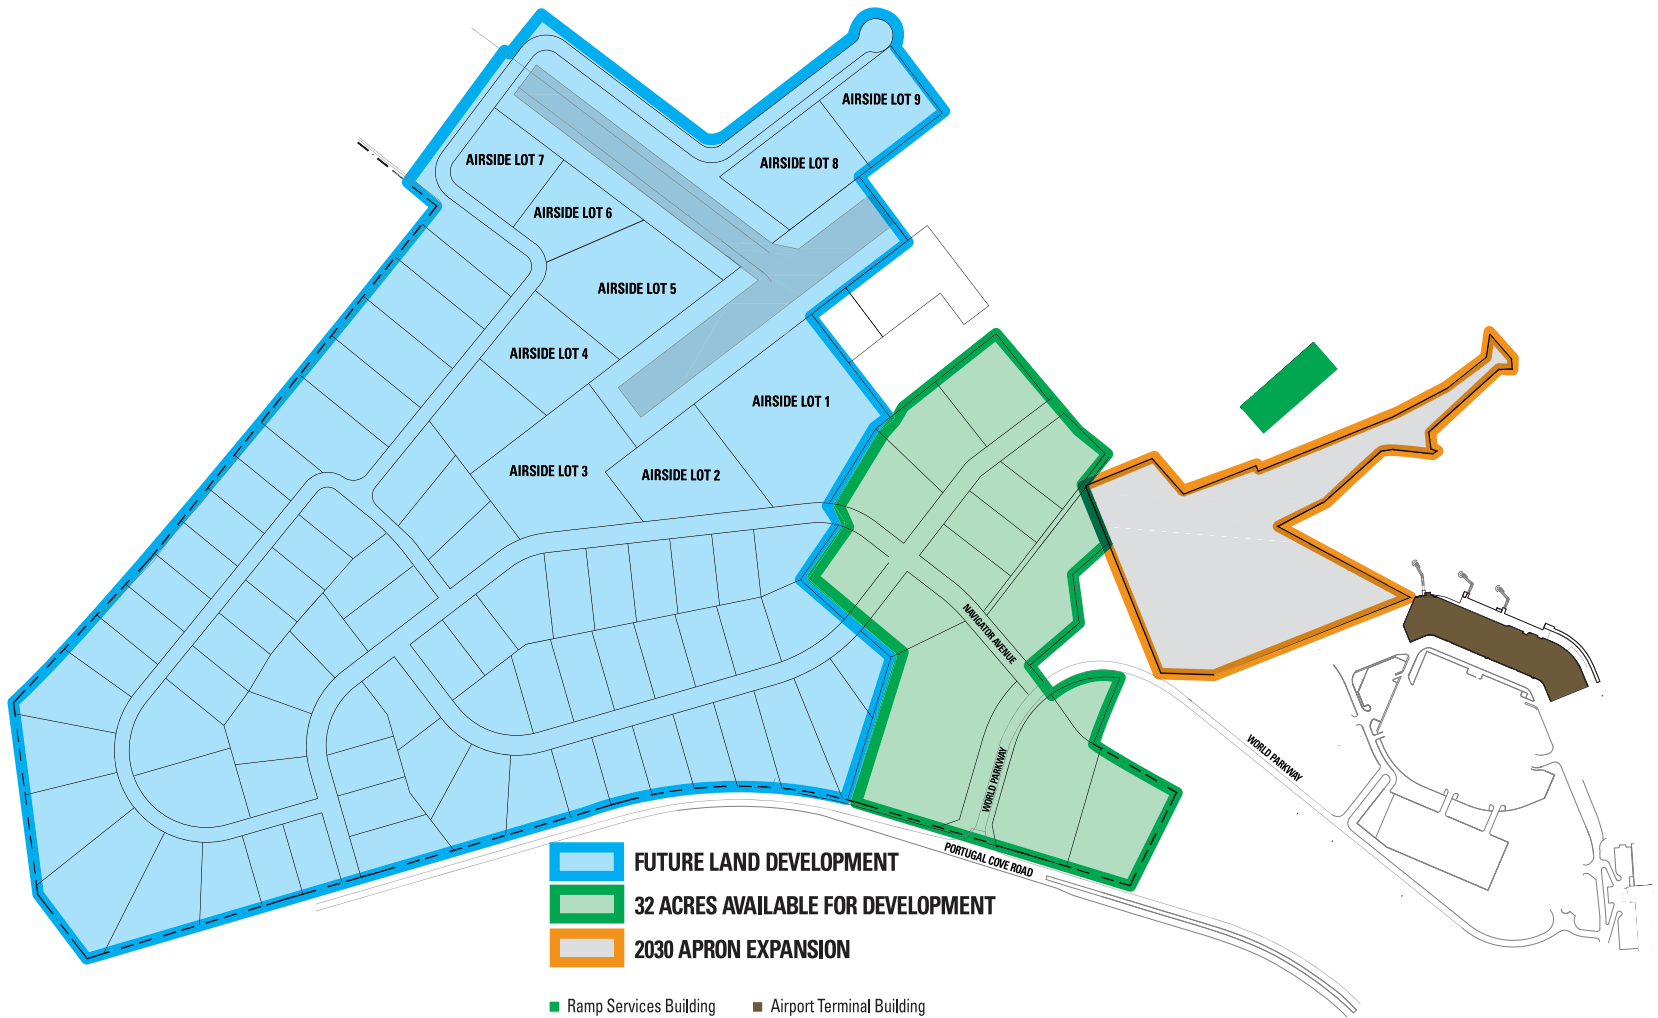 AIRSIDE LOT 9
AIRSIDE LOT 7
AIRSIDE LOT 8
AIRSIDE LOT 6
AIRSIDE LOT 5
AIRSIDE LOT 4
AIRSIDE LOT 1
AIRSIDE LOT 3
AIRSIDE LOT 2
NAVIGATOR AVENUE
WORLD PARKWAY
WORLD PARKWAY
PORTUGAL COVE ROAD
FUTURE LAND DEVELOPMENT
32 ACRES AVAILABLE FOR DEVELOPMENT
2030 APRON EXPANSION
Ramp Services Building
Airport Terminal Building